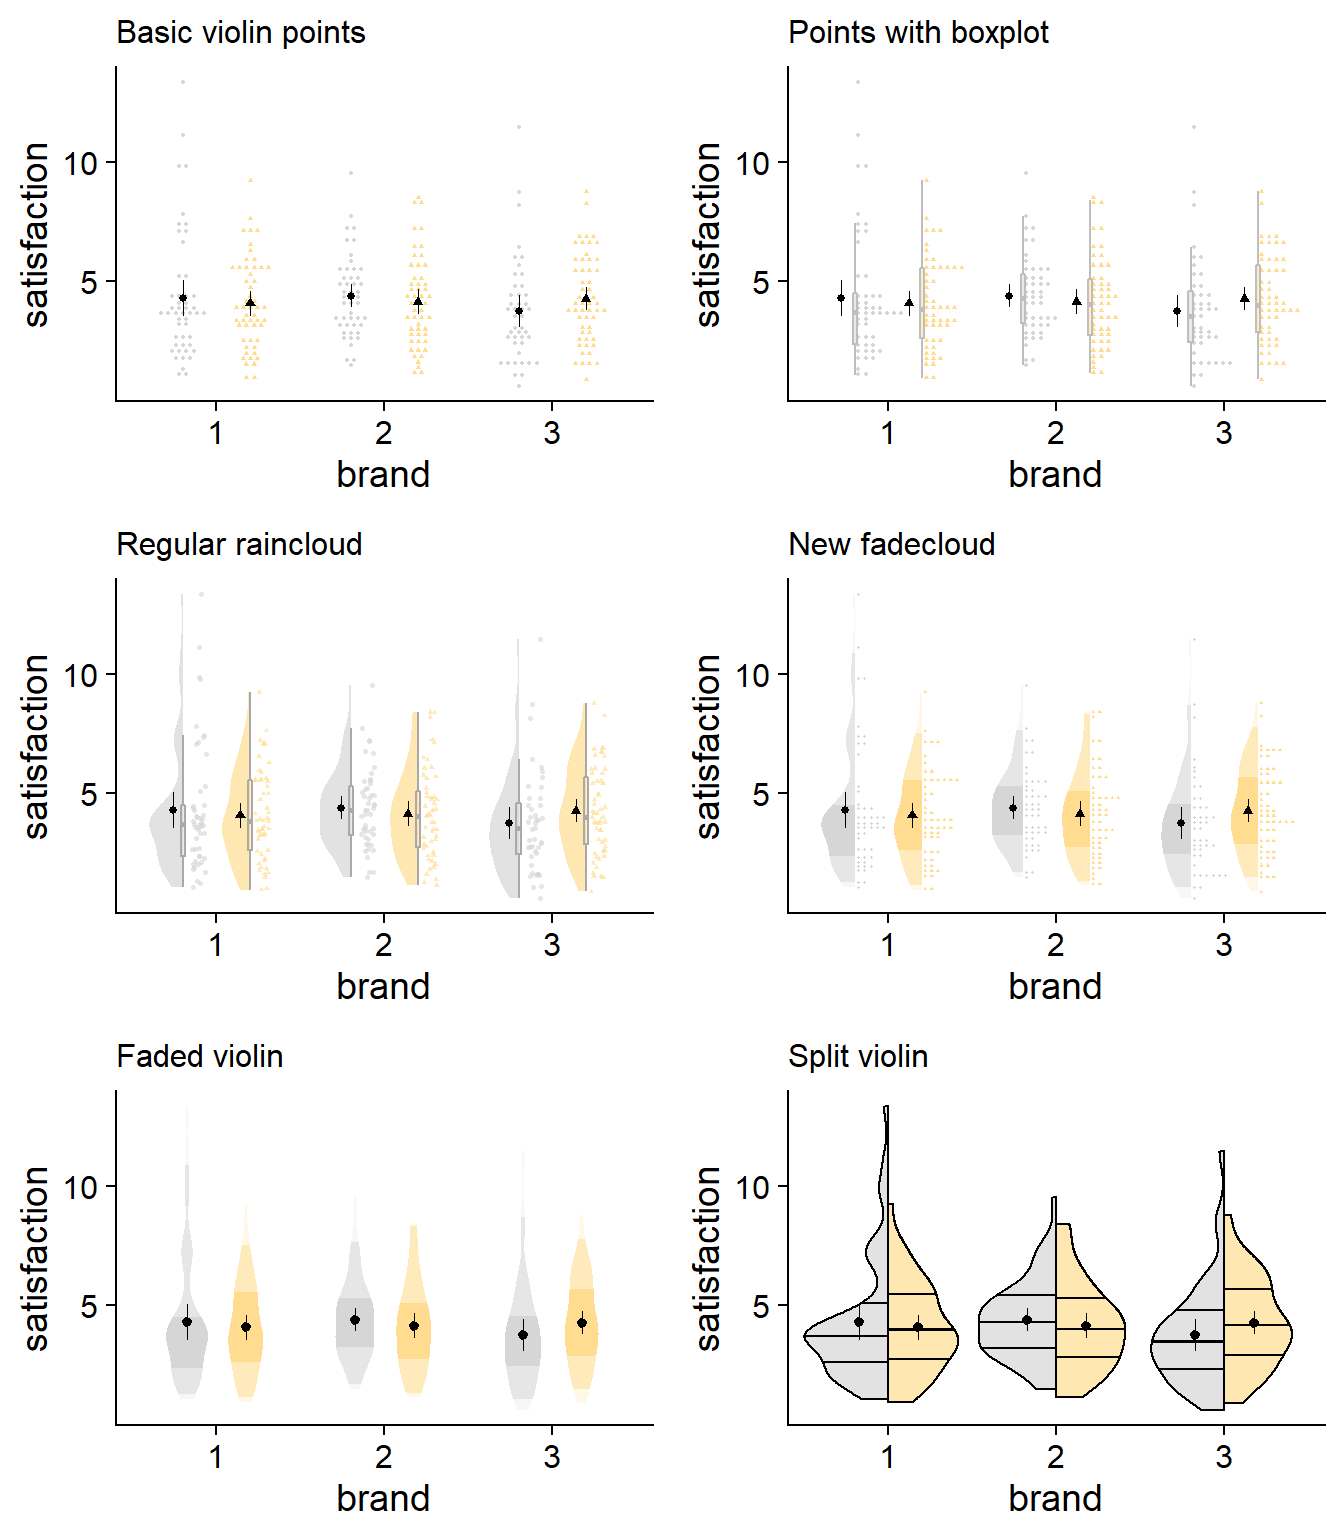 Basic violin points
satisfaction
10
5
1 2 3
brand
Points with boxplot
satisfaction
10
5
1 2 3
brand
Regular raincloud
satisfaction
10
5
1 2 3
brand
New fadecloud
satisfaction
10
5
1 2 3
brand
Faded violin
satisfaction
10
5
1 2 3
brand
Split violin
satisfaction
10
5
1 2 3
brand